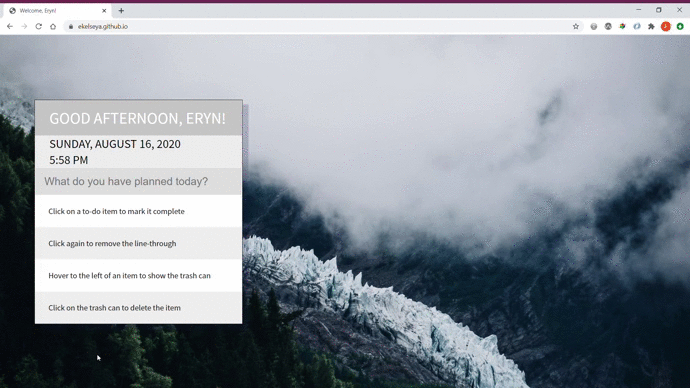 Welcome, Eryn!
ekelseya.github.io
GOOD AFTERNOON, ERYN!
SUNDAY, AUGUST 16, 2020
5:58 PM
What do you have planned today?
Click on a to-do item to mark it complete
Click again to remove the line-through
Hover to the left of an item to show the trash can
Click on the trash can to delete the item